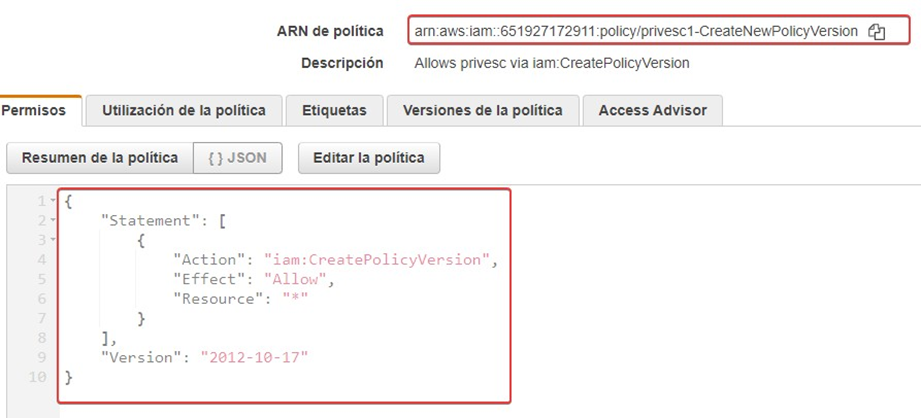 ARN de política arn:aws:iam::651927172911:policy/privesc1-CreateNewPolicyVersion
Descripción Allows privesc via iam:CreatePolicyVersion
Permisos Utilización de la política Etiquetas Versiones de la política Access Advisor
Resumen de la política { } JSON Editar la política
1 {
2 "Statement": [
3 {
4 "Action": "iam:CreatePolicyVersion",
5 "Effect": "Allow",
6 "Resource": "*"
7 }
8 ],
9 "Version": "2012-10-17"
10 }